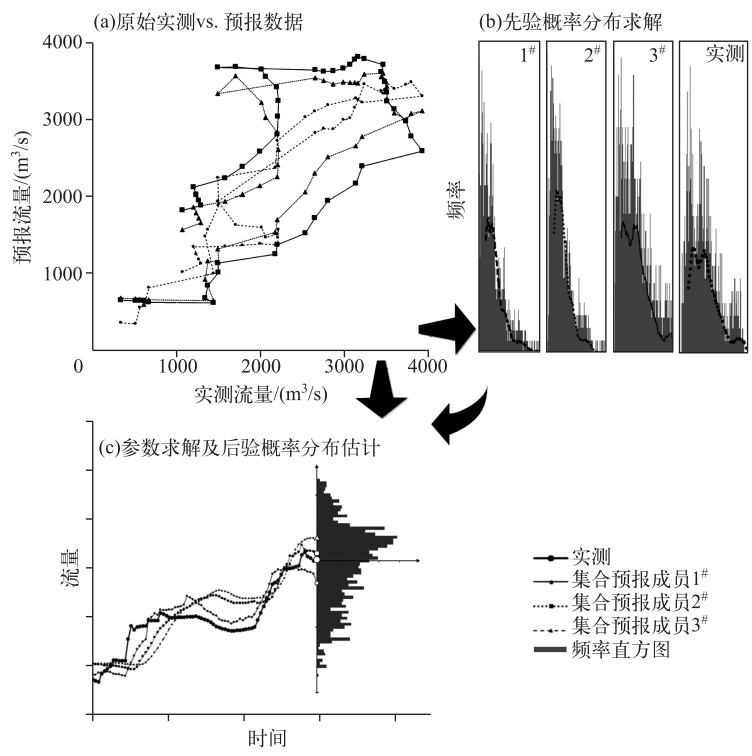 (a)原始实测vs. 预报数据
4000
3000
2000
1000
0
1000
2000
3000
4000
预报流量/(m³/s)
实测流量/(m³/s)
(b)先验概率分布求解
1#
2#
3#
实测
频率
(c)参数求解及后验概率分布估计
流量
时间
实测
集合预报成员1#
集合预报成员2#
集合预报成员3#
频率直方图